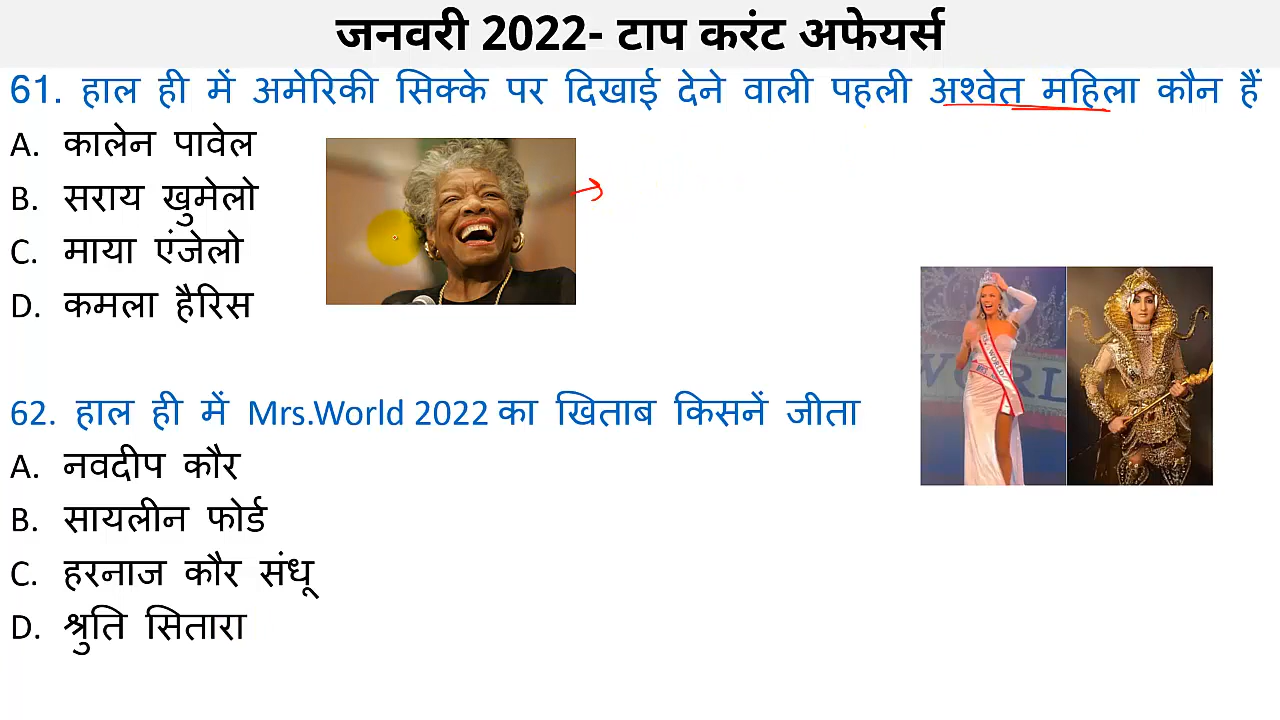 जनवरी 2022- टाप करंट अफेयर्स
61. हाल ही में अमेरिकी सिक्के पर दिखाई देने वाली पहली अश्वेत महिला कौन हैं
A. कालेन पावेल
B. सराय खुमेलो
C. माया एंजेलो
D. कमला हैरिस
62. हाल ही में Mrs.World 2022 का खिताब किसनें जीता
A. नवदीप कौर
B. सायलीन फोर्ड
C. हरनाज कौर संधू
D. श्रुति सितारा